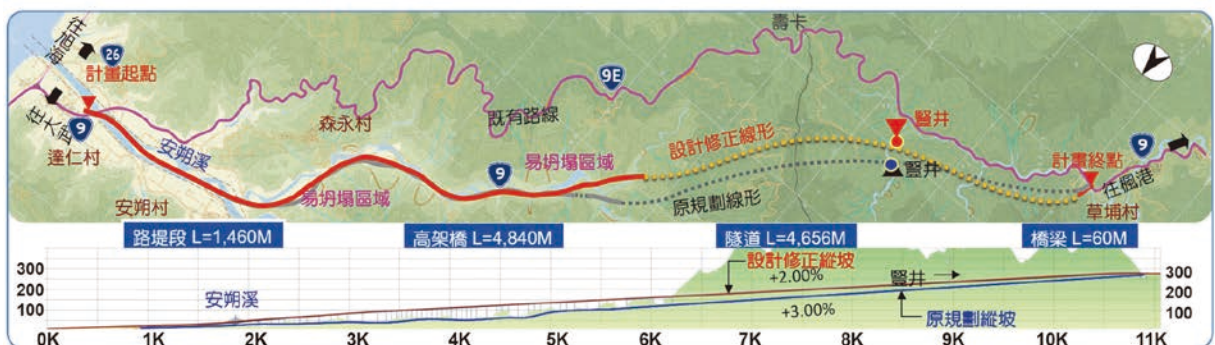 壽卡
往旭海
26
計畫起點
9E
既有路線
森永村
豎井
設計修正線形
9
往大武
9
達仁村
安朔溪
易坍塌區域
9
豎井
計畫終點
往楓港
原規劃線形
安朔村
易坍塌區域
草埔村
路堤段 L=1,460M
高架橋 L=4,840M
隧道 L=4,656M
橋梁 L=60M
300
200
100
設計修正縱坡
+2.00%
豎井
300
200
100
安朔溪
+3.00%
原規劃縱坡
0K 1K 2K 3K 4K 5K 6K 7K 8K 9K 10K 11K